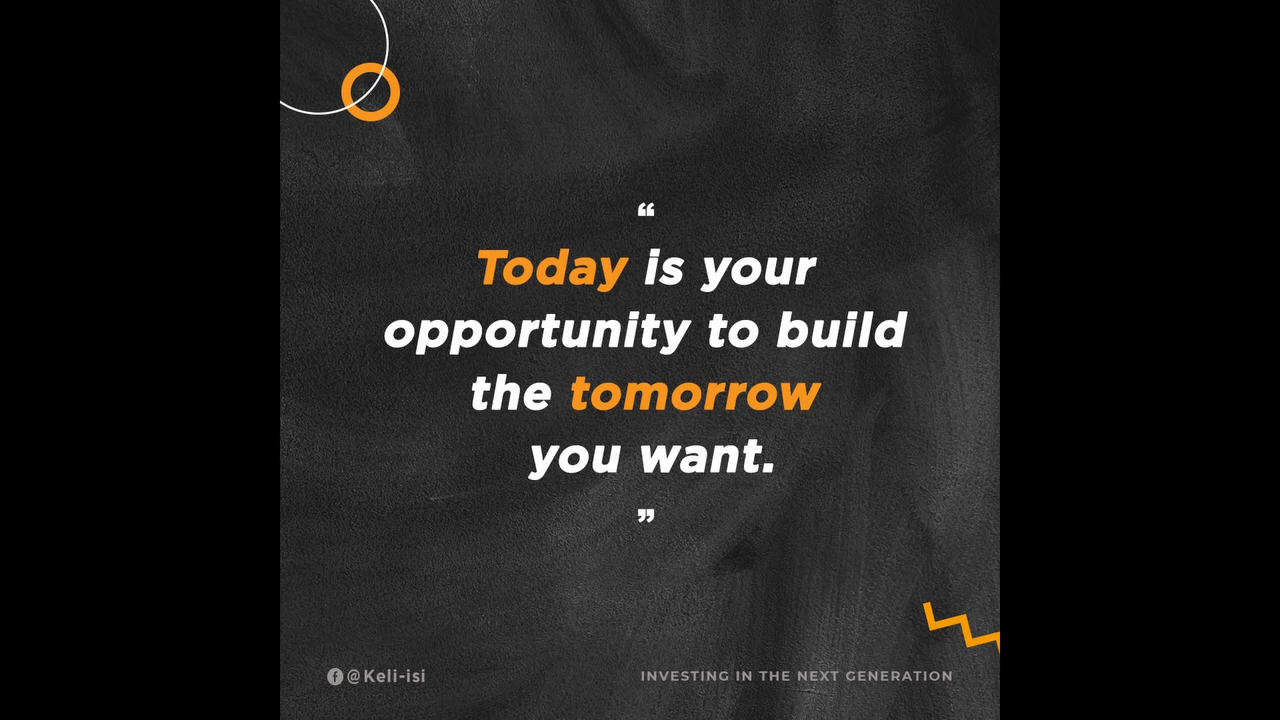 “
Today is your
opportunity to build
the tomorrow
you want.
”
@Keli-isi
INVESTING IN THE NEXT GENERATION